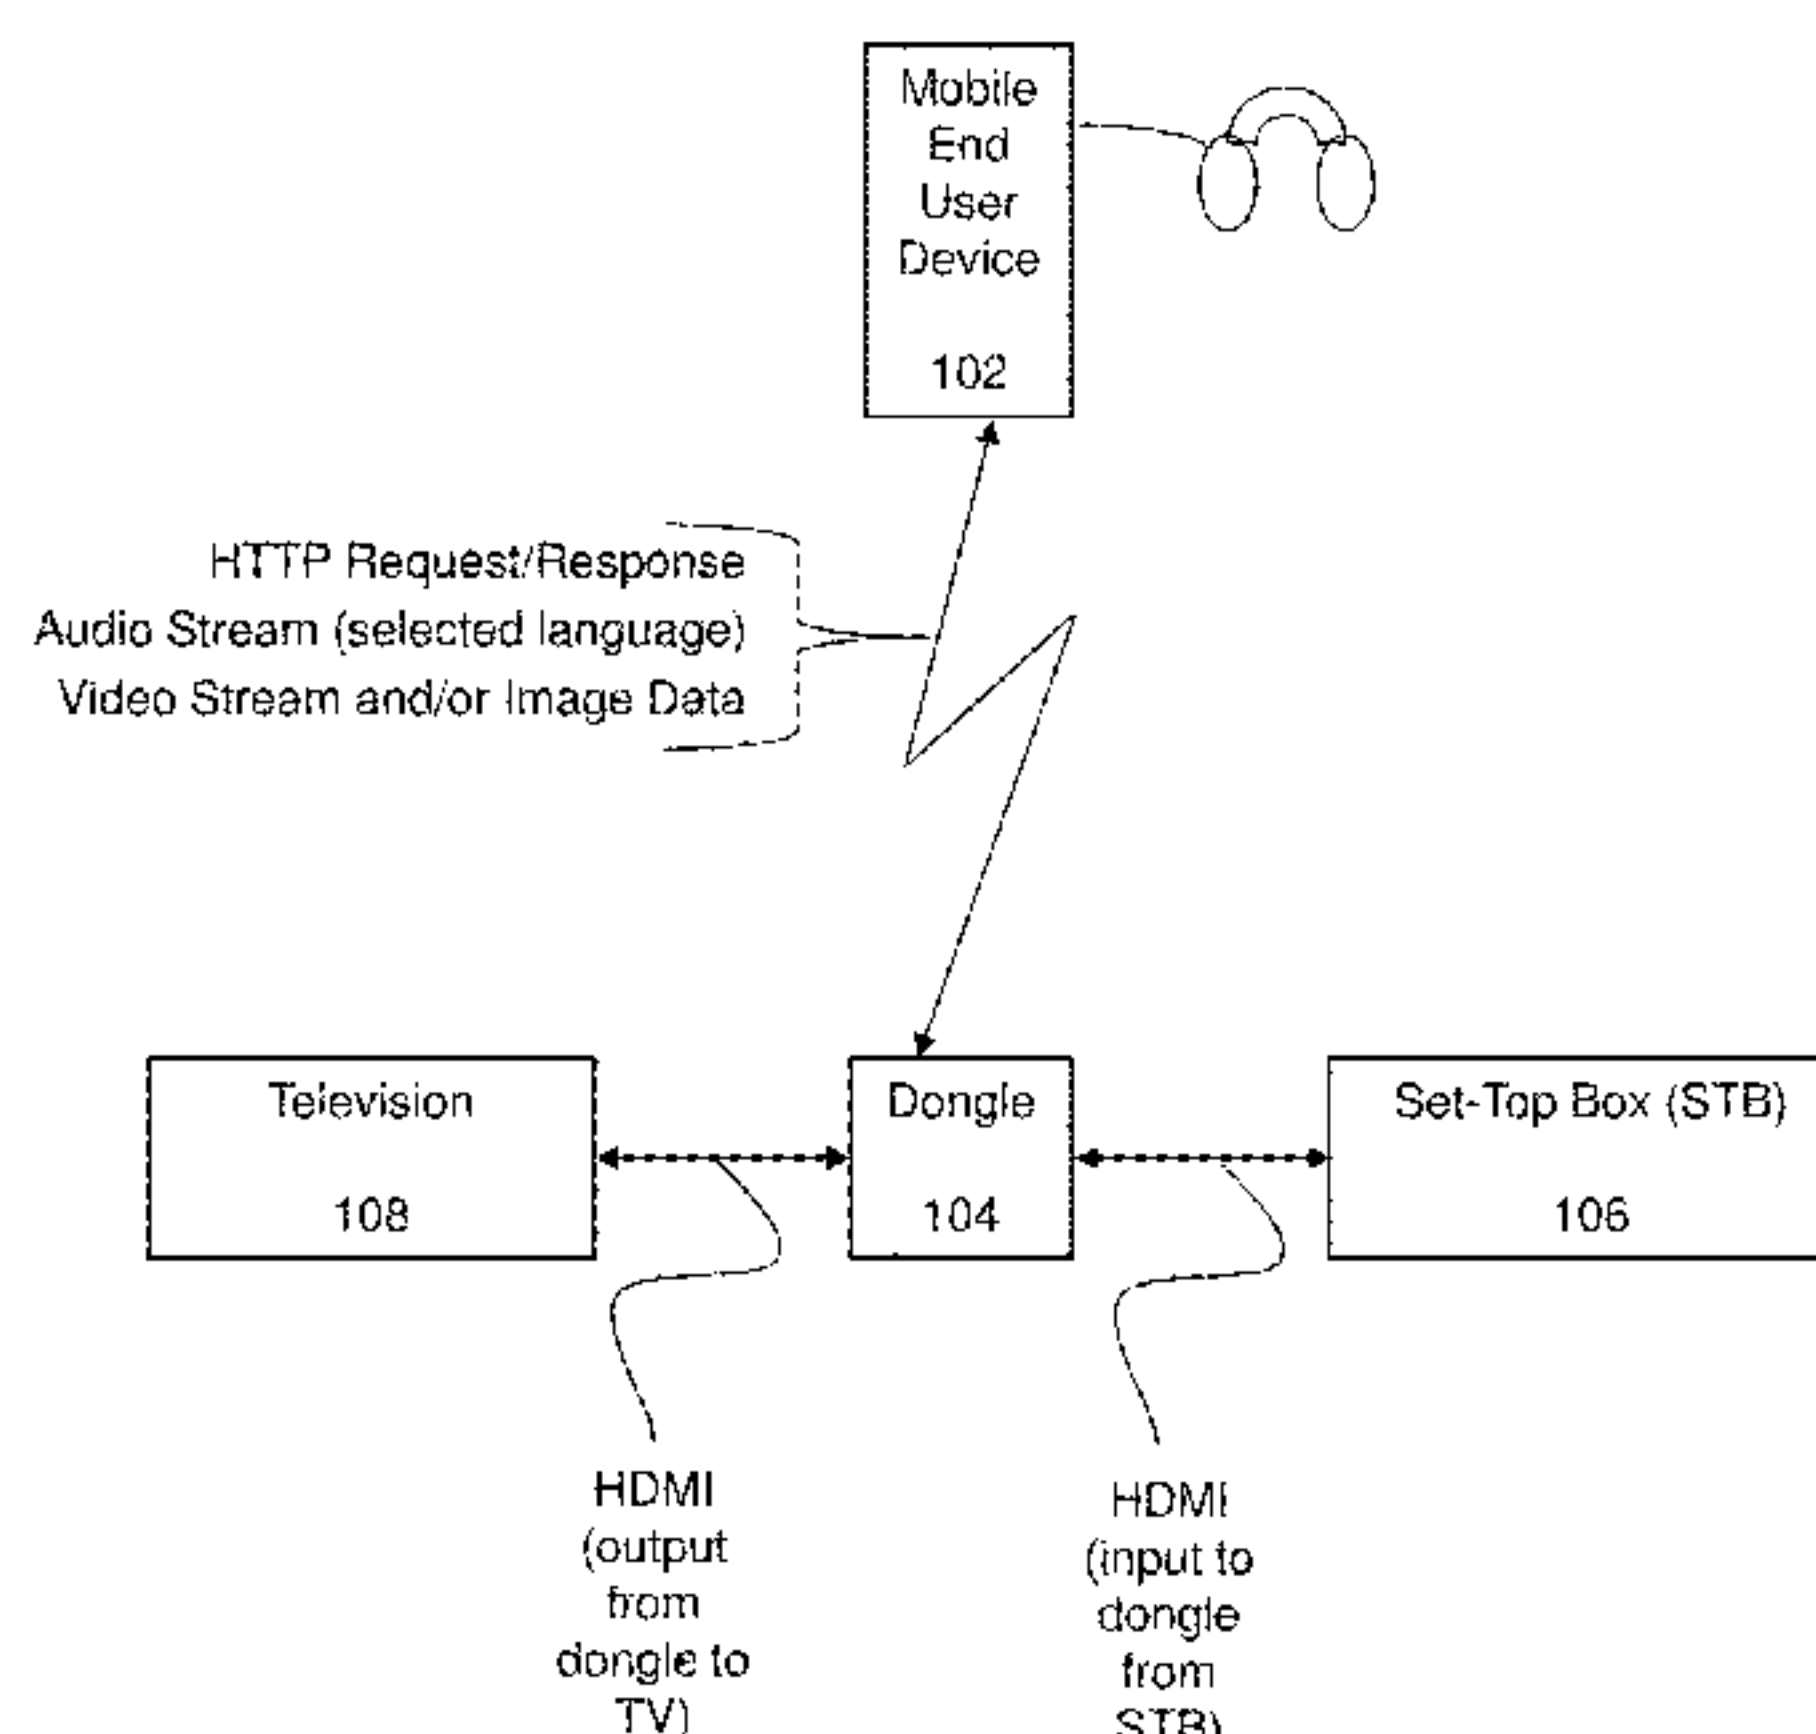 Mobile
End
User
Device
102
HTTP Request/Response
Audio Stream (selected language)
Video Stream and/or Image Data
Television
108
Dongle
104
Set-Top Box (STB)
106
HDMI
(output
from
dongle to
TV)
HDMI
(input to
dongle
from
STB)